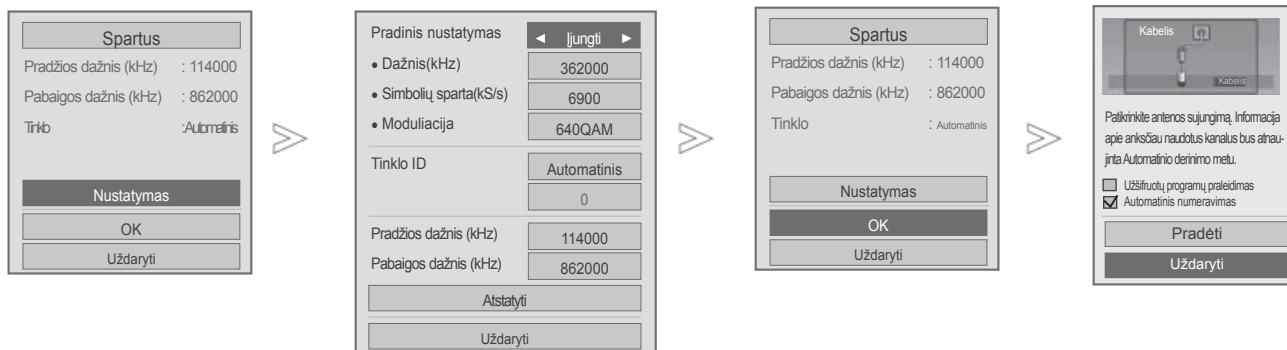 Spartus
Pradžios dažnis (kHz) : 114000
Pabaigos dažnis (kHz) : 862000
Tinklo :Automatinis
Nustatymas
OK
Uždaryti
Pradinis nustatymas ◄ Įjungti ►
• Dažnis(kHz) 362000
• Simbolių sparta(kS/s) 6900
• Moduliacija 640QAM
Tinklo ID Automatinis
0
Pradžios dažnis (kHz) 114000
Pabaigos dažnis (kHz) 862000
Atstatyti
Uždaryti
Spartus
Pradžios dažnis (kHz) : 114000
Pabaigos dažnis (kHz) : 862000
Tinklo : Automatinis
Nustatymas
OK
Uždaryti
Kabelis
Kabelis
Patikrinkite antenos sujungimą. Informacija
apie anksčiau naudotus kanalus bus atnau-
jinta Automatinio derinimo metu.
Užšifruotų programų praleidimas
Automatinis numeravimas
Pradėti
Uždaryti